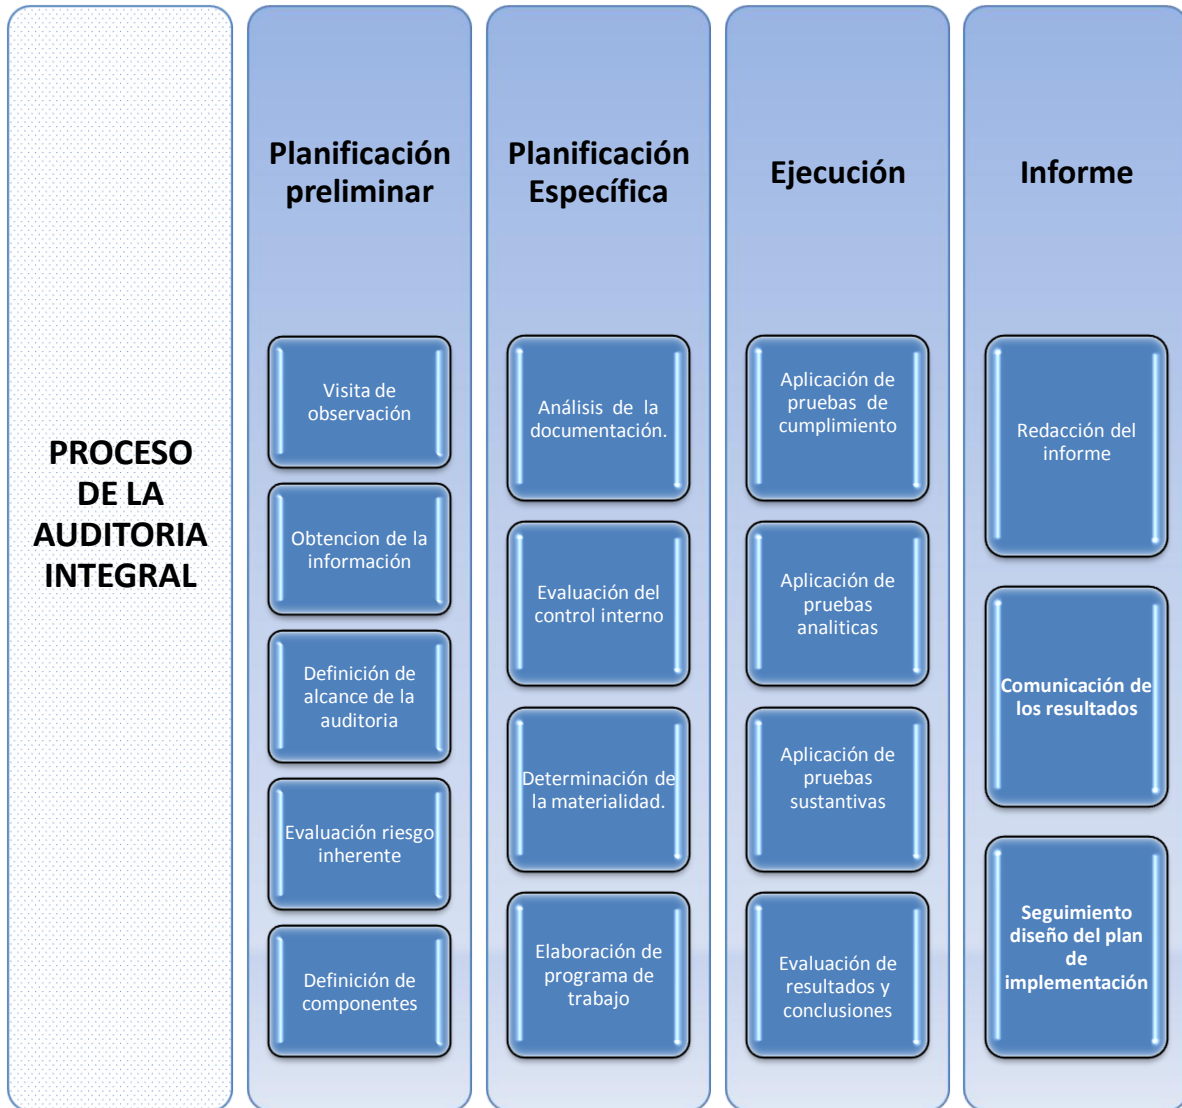 PROCESO
DE LA
AUDITORIA
INTEGRAL
Planificación
preliminar
Visita de
observación
Obtencion de la
información
Definición de
alcance de la
auditoria
Evaluación riesgo
inherente
Definición de
componentes
Planificación
Específica
Análisis de la
documentación.
Evaluación del
control interno
Determinación de
la materialidad.
Elaboración de
programa de
trabajo
Ejecución
Aplicación de
pruebas de
cumplimiento
Aplicación de
pruebas
analiticas
Aplicación de
pruebas
sustantivas
Evaluación de
resultados y
conclusiones
Informe
Redacción del
informe
Comunicación de
los resultados
Seguimiento
diseño del plan
de
implementación